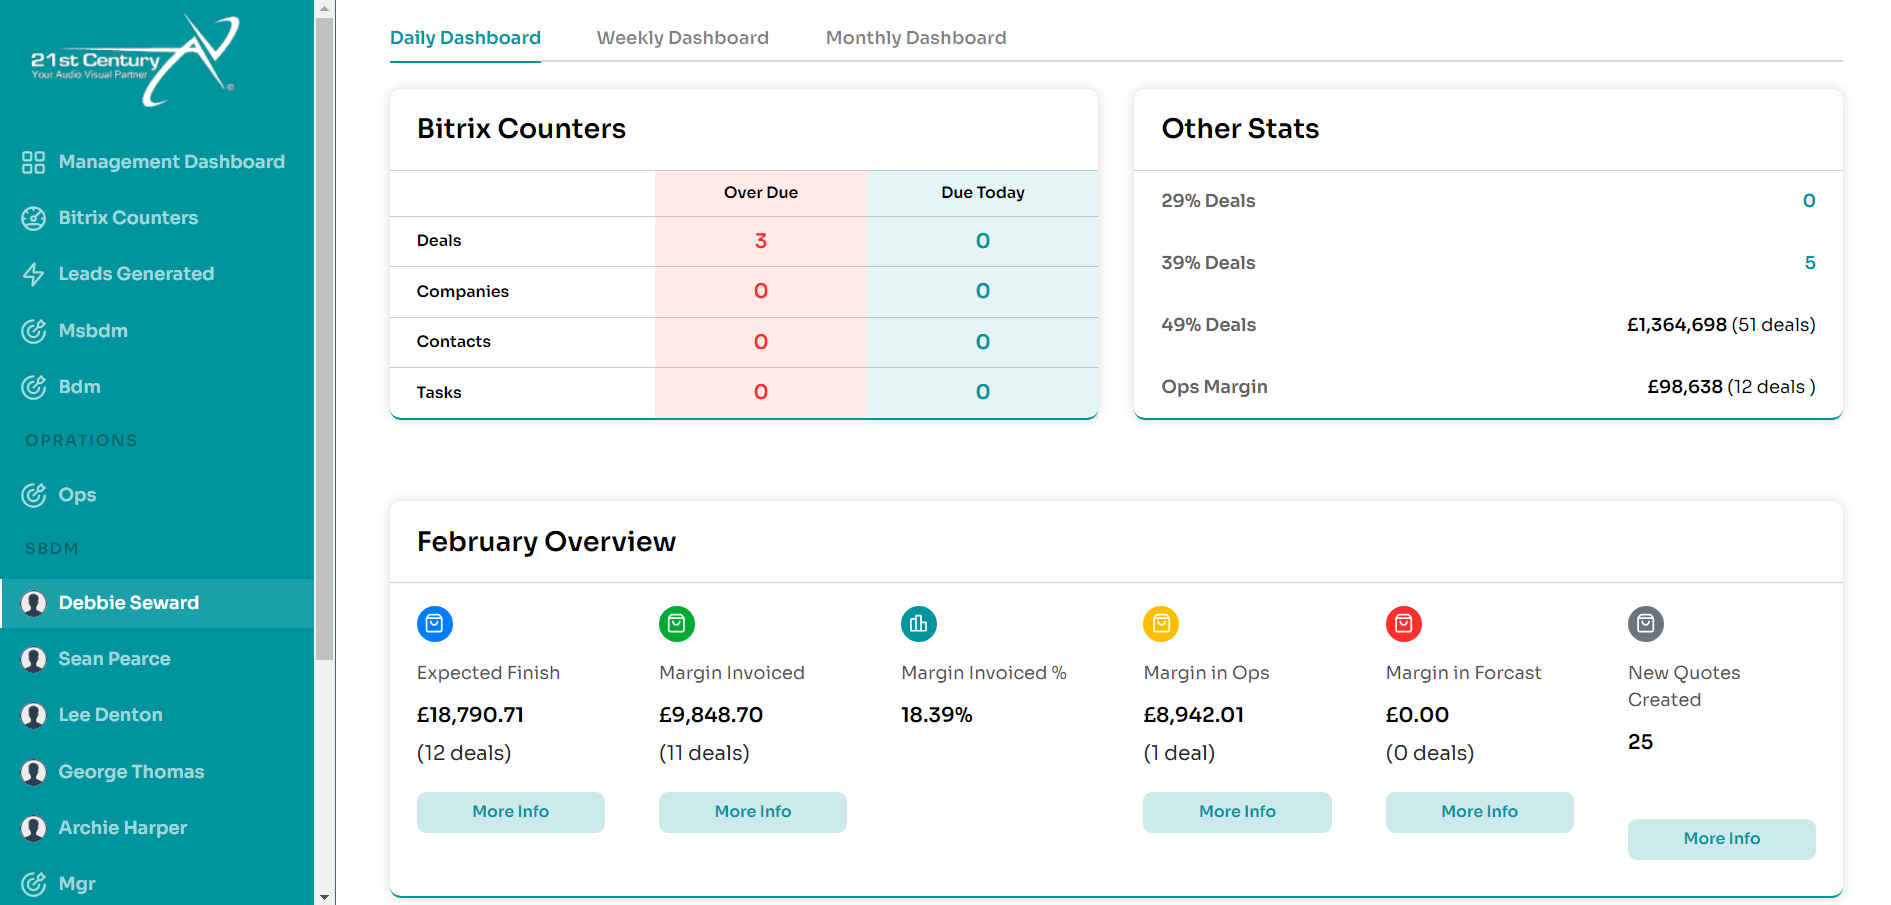 21st Century
Your Audio Visual Partner
AV
®
Management Dashboard
Bitrix Counters
Leads Generated
Msbdm
Bdm
OPRATIONS
Ops
SBDM
Debbie Seward
Sean Pearce
Lee Denton
George Thomas
Archie Harper
Mgr
Daily Dashboard Weekly Dashboard Monthly Dashboard
Bitrix Counters
Over Due Due Today
Deals 3 0
Companies 0 0
Contacts 0 0
Tasks 0 0
Other Stats
29% Deals 0
39% Deals 5
49% Deals £1,364,698 (51 deals)
Ops Margin £98,638 (12 deals )
February Overview
Expected Finish
£18,790.71
(12 deals)
More Info
Margin Invoiced
£9,848.70
(11 deals)
More Info
Margin Invoiced %
18.39%
Margin in Ops
£8,942.01
(1 deal)
More Info
Margin in Forcast
£0.00
(0 deals)
More Info
New Quotes
Created
25
More Info